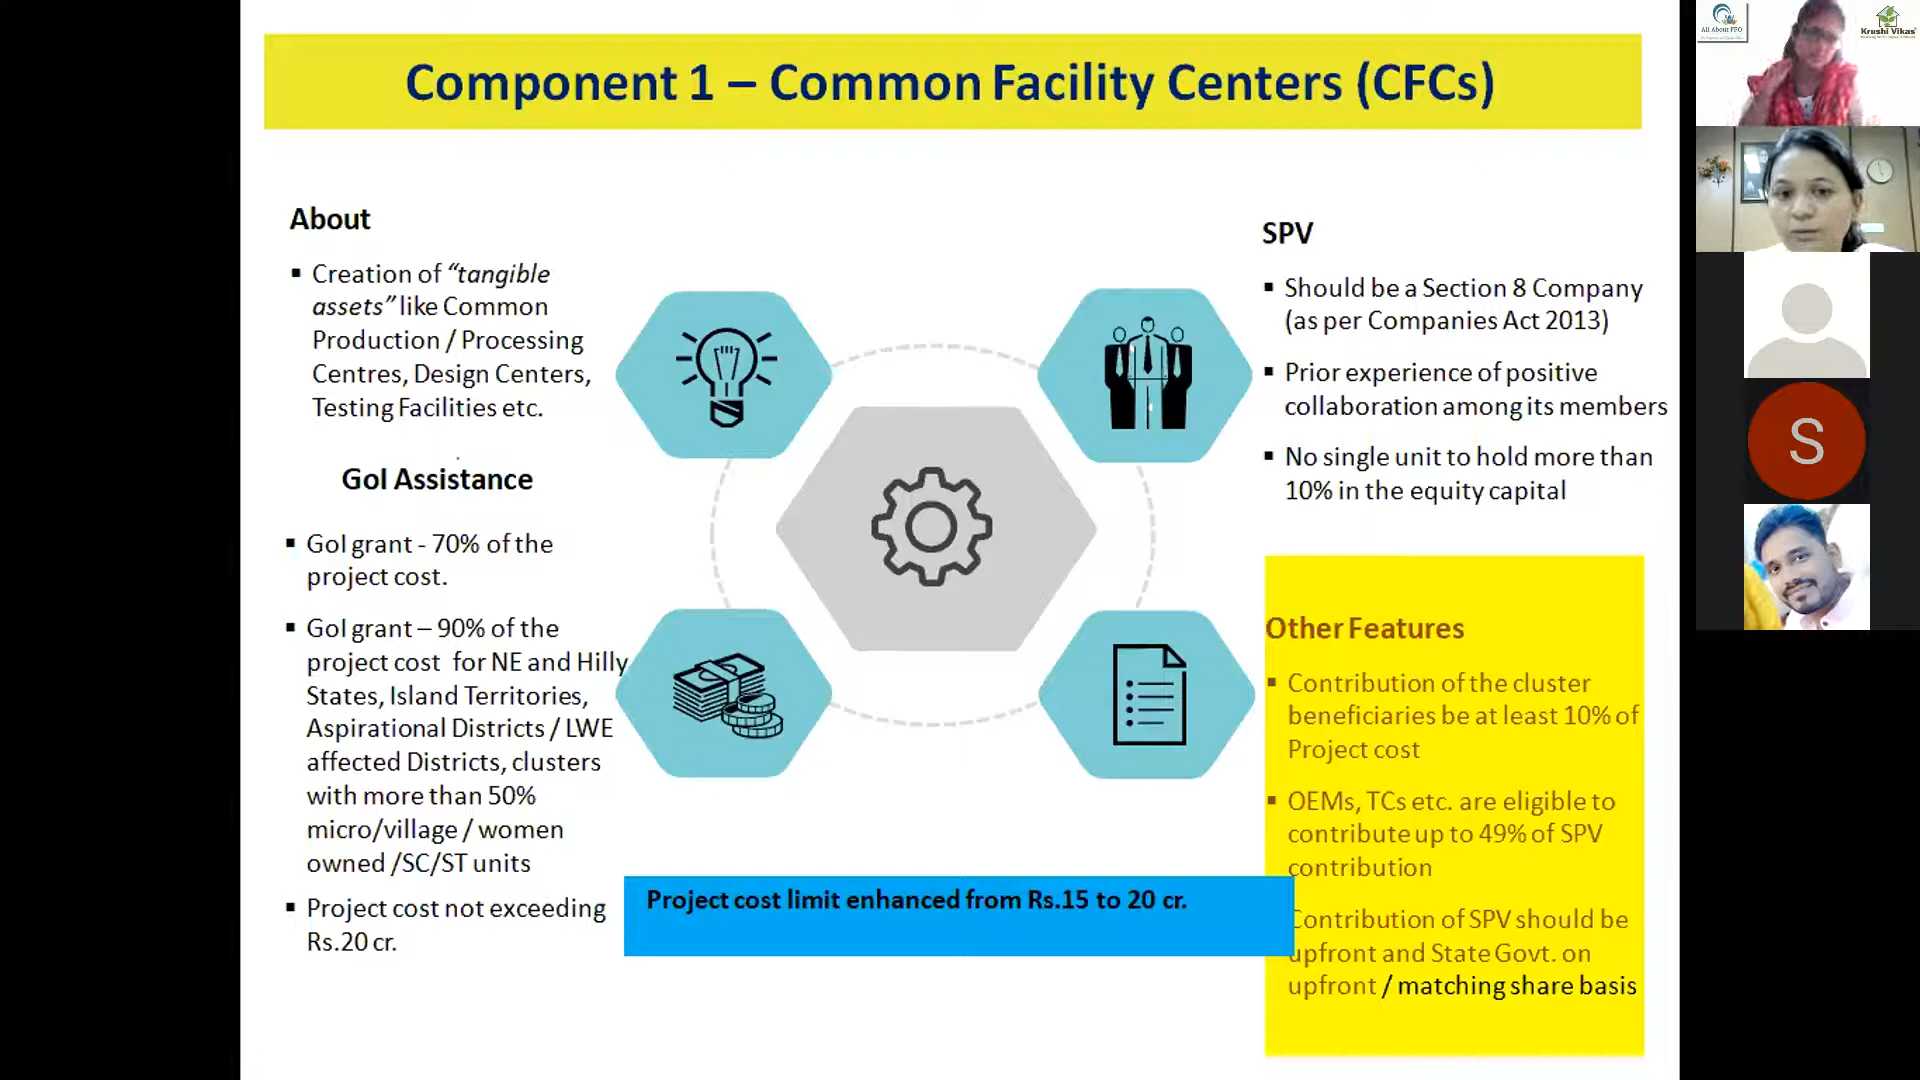 Component 1 – Common Facility Centers (CFCs)
About
▪ Creation of “tangible
assets” like Common
Production / Processing
Centres, Design Centers,
Testing Facilities etc.
GoI Assistance
▪ GoI grant - 70% of the
project cost.
▪ GoI grant – 90% of the
project cost for NE and Hilly
States, Island Territories,
Aspirational Districts / LWE
affected Districts, clusters
with more than 50%
micro/village / women
owned /SC/ST units
▪ Project cost not exceeding
Rs.20 cr.
Project cost limit enhanced from Rs.15 to 20 cr.
SPV
▪ Should be a Section 8 Company
(as per Companies Act 2013)
▪ Prior experience of positive
collaboration among its members
▪ No single unit to hold more than
10% in the equity capital
Other Features
▪ Contribution of the cluster
beneficiaries be at least 10% of
Project cost
▪ OEMs, TCs etc. are eligible to
contribute up to 49% of SPV
contribution
Contribution of SPV should be
upfront and State Govt. on
upfront / matching share basis
All About FPO
Krushi Vikas
S